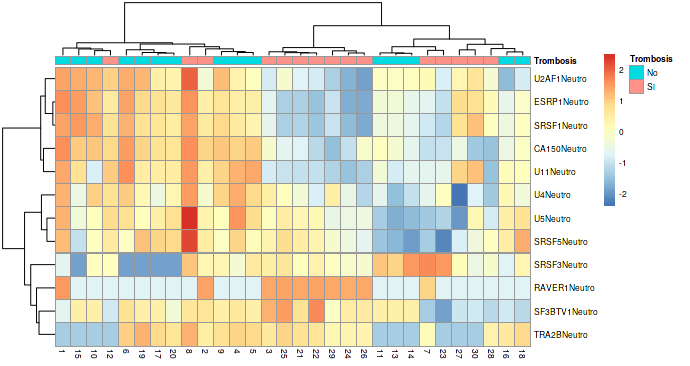 Trombosis
Trombosis
No
SI
2
1
0
-1
-2
U2AF1Neutro
ESRP1Neutro
SRSF1Neutro
CA150Neutro
U11Neutro
U4Neutro
U5Neutro
SRSF5Neutro
SRSF3Neutro
RAVER1Neutro
SF3BTV1Neutro
TRA2BNeutro
1 15 10 12 6 19 17 20 8 2 9 4 5 3 25 21 22 29 24 26 11 13 14 7 23 27 30 28 16 18